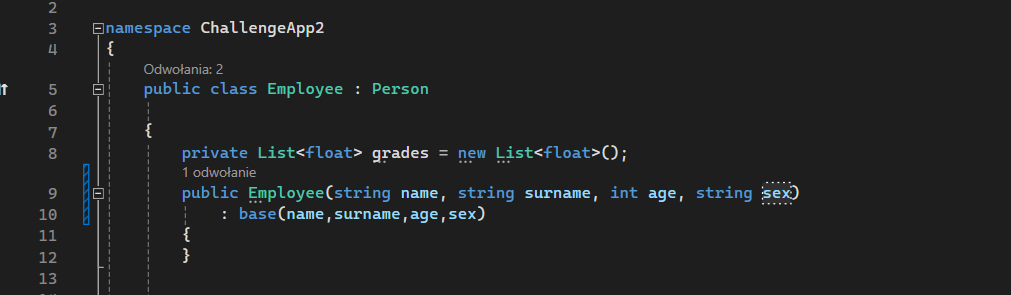 2
3 namespace ChallengeApp2
4 {
Odwołania: 2
5 public class Employee : Person
6
7 {
8 private List<float> grades = new List<float>();
1 odwołanie
9 public Employee(string name, string surname, int age, string sex)
10 : base(name,surname,age,sex)
11 {
12 }
13